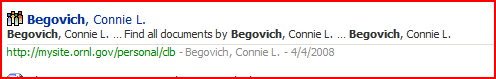 Begovich, Connie L.
Begovich, Connie L. ... Find all documents by Begovich, Connie L. ... Begovich, Connie L.
http://mysite.ornl.gov/personal/clb - Begovich, Connie L. - 4/4/2008